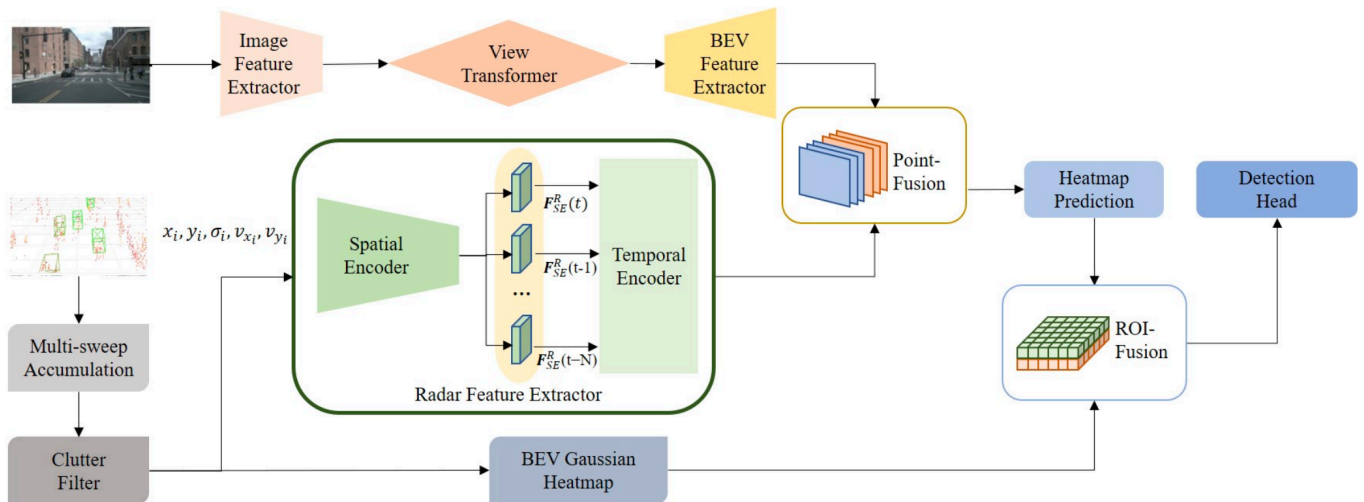 Image
Feature
Extractor
View
Transformer
BEV
Feature
Extractor
Point-
Fusion
Heatmap
Prediction
Detection
Head
x_i, y_i, σ_i, v_{x_i}, v_{y_i}
Spatial
Encoder
F^R_{SE}(t)
F^R_{SE}(t-1)
...
F^R_{SE}(t−N)
Temporal
Encoder
Radar Feature Extractor
Multi-sweep
Accumulation
ROI-
Fusion
Clutter
Filter
BEV Gaussian
Heatmap